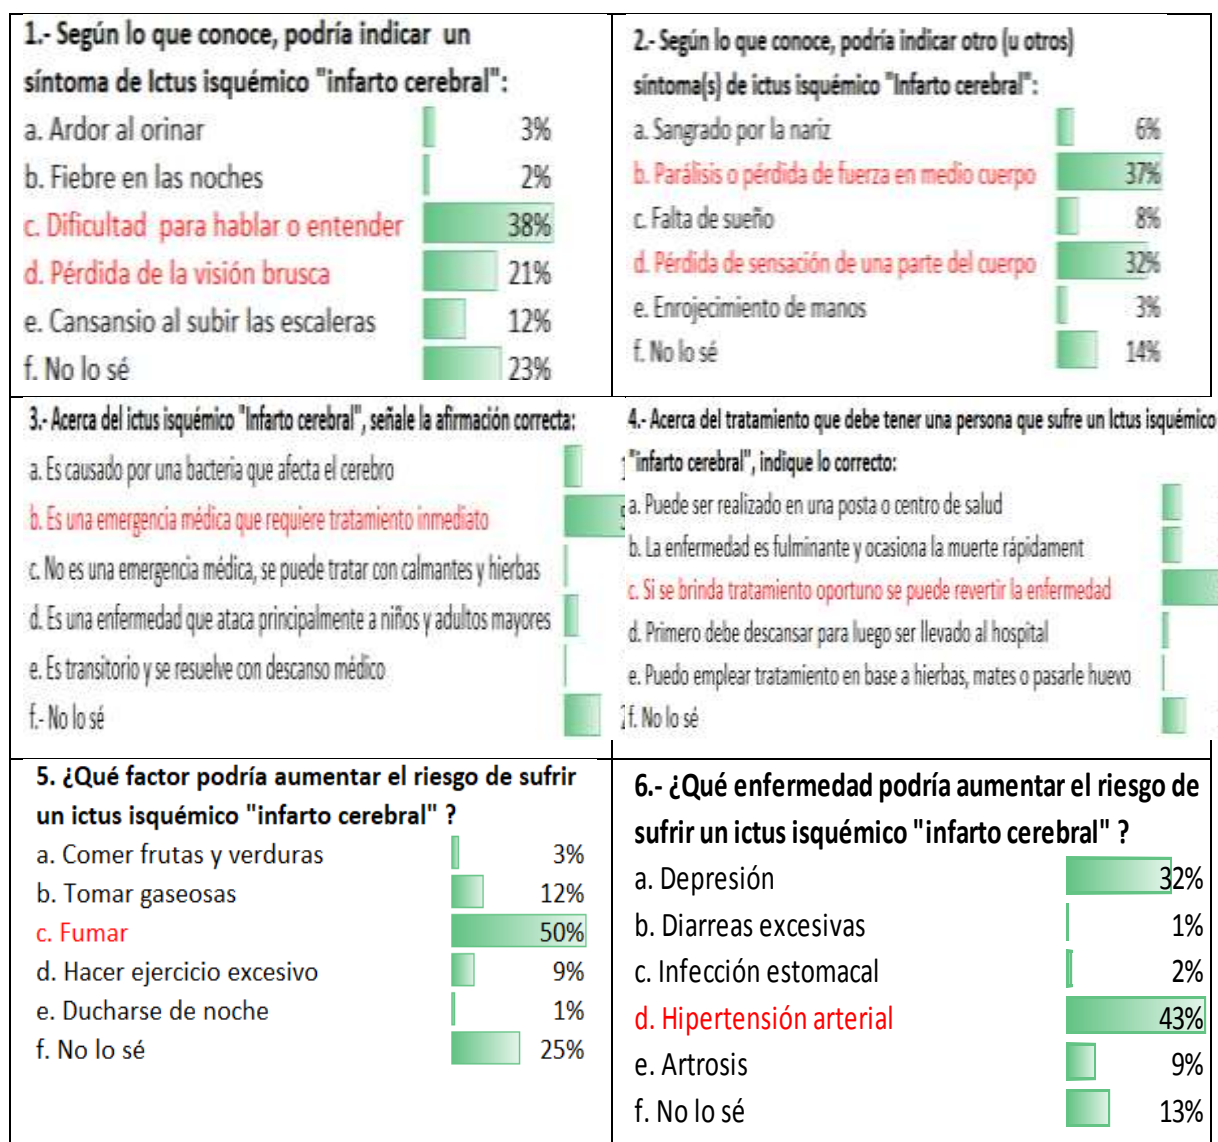 1.- Según lo que conoce, podría indicar un
síntoma de Ictus isquémico "infarto cerebral":
a. Ardor al orinar 3%
b. Fiebre en las noches 2%
c. Dificultad para hablar o entender 38%
d. Pérdida de la visión brusca 21%
e. Cansansio al subir las escaleras 12%
f. No lo sé 23%
2.- Según lo que conoce, podría indicar otro (u otros)
síntoma(s) de ictus isquémico "Infarto cerebral":
a. Sangrado por la nariz 6%
b. Parálisis o pérdida de fuerza en medio cuerpo 37%
c. Falta de sueño 8%
d. Pérdida de sensación de una parte del cuerpo 32%
e. Enrojecimiento de manos 3%
f. No lo sé 14%
3.- Acerca del ictus isquémico "Infarto cerebral", señale la afirmación correcta:
a. Es causado por una bacteria que afecta el cerebro
b. Es una emergencia médica que requiere tratamiento inmediato
c. No es una emergencia médica, se puede tratar con calmantes y hierbas
d. Es una enfermedad que ataca principalmente a niños y adultos mayores
e. Es transitorio y se resuelve con descanso médico
f.- No lo sé
4.- Acerca del tratamiento que debe tener una persona que sufre un Ictus isquémico
"infarto cerebral", indique lo correcto:
a. Puede ser realizado en una posta o centro de salud
b. La enfermedad es fulminante y ocasiona la muerte rápidament
c. Si se brinda tratamiento oportuno se puede revertir la enfermedad
d. Primero debe descansar para luego ser llevado al hospital
e. Puedo emplear tratamiento en base a hierbas, mates o pasarle huevo
f. No lo sé
5. ¿Qué factor podría aumentar el riesgo de sufrir
un ictus isquémico "infarto cerebral" ?
a. Comer frutas y verduras 3%
b. Tomar gaseosas 12%
c. Fumar 50%
d. Hacer ejercicio excesivo 9%
e. Ducharse de noche 1%
f. No lo sé 25%
6.- ¿Qué enfermedad podría aumentar el riesgo de
sufrir un ictus isquémico "infarto cerebral" ?
a. Depresión 32%
b. Diarreas excesivas 1%
c. Infección estomacal 2%
d. Hipertensión arterial 43%
e. Artrosis 9%
f. No lo sé 13%